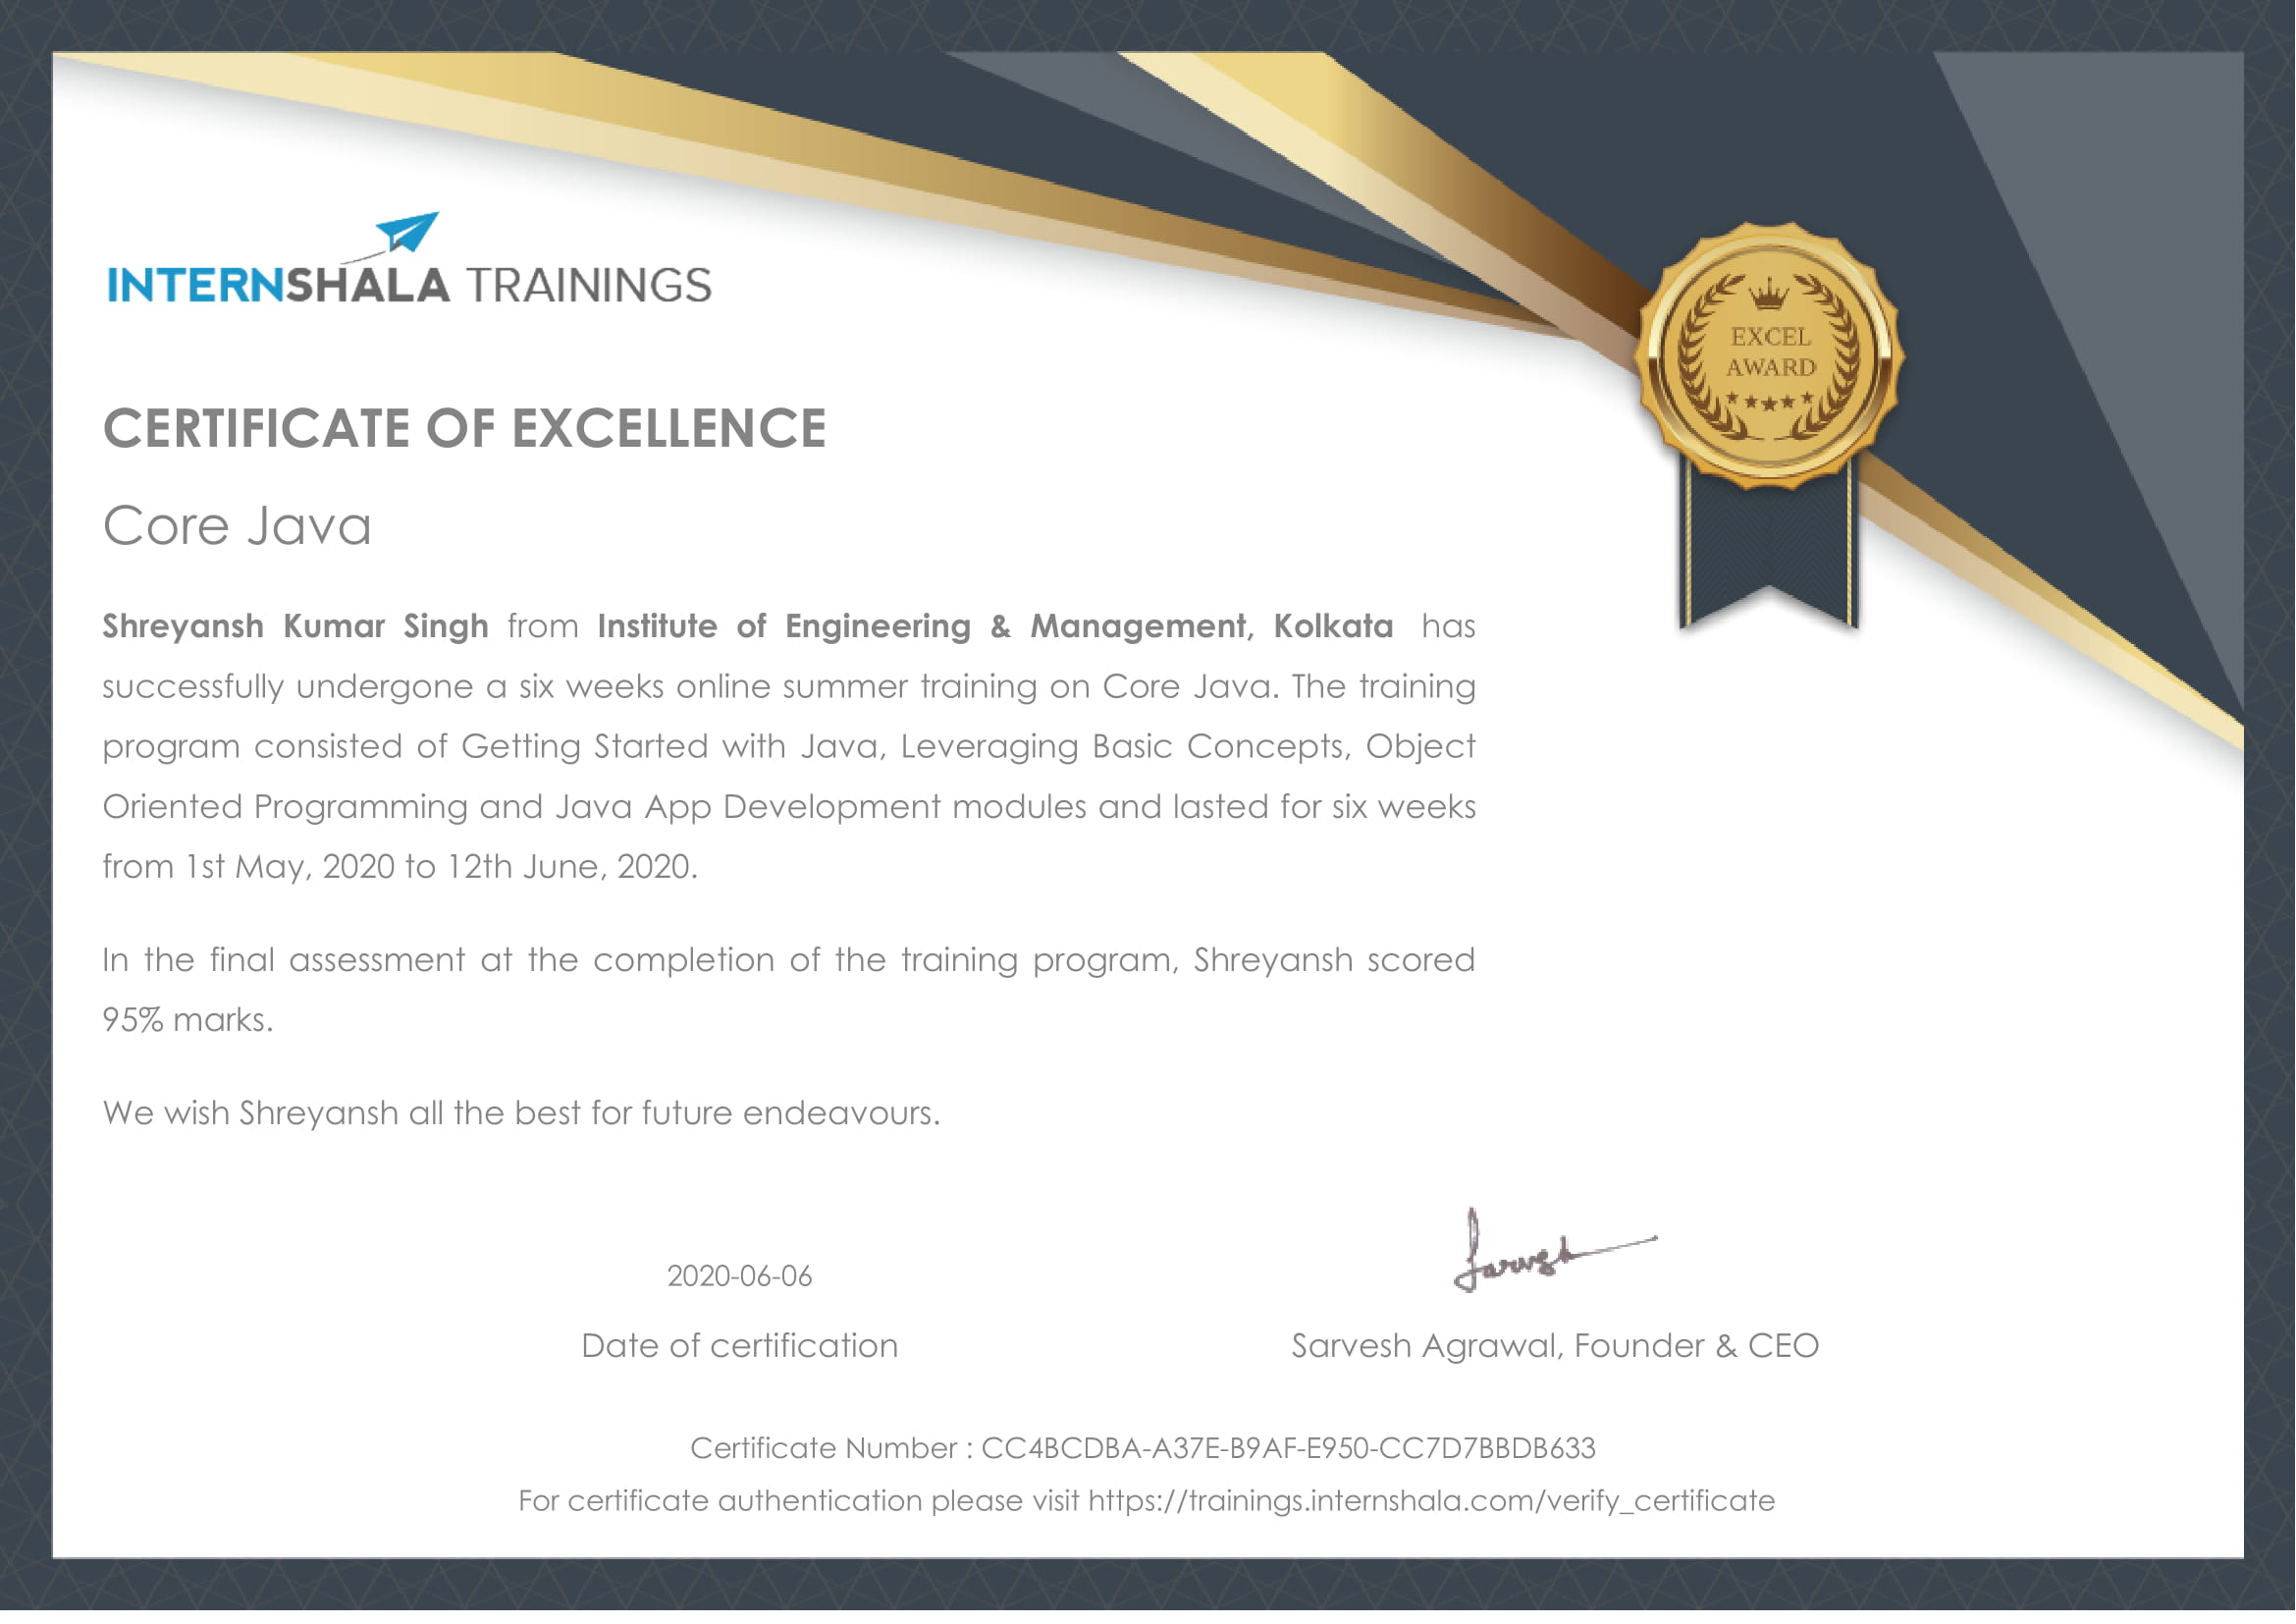 INTERNSHALA TRAININGS
EXCEL
AWARD
CERTIFICATE OF EXCELLENCE
Core Java
Shreyansh Kumar Singh from Institute of Engineering & Management, Kolkata has
successfully undergone a six weeks online summer training on Core Java. The training
program consisted of Getting Started with Java, Leveraging Basic Concepts, Object
Oriented Programming and Java App Development modules and lasted for six weeks
from 1st May, 2020 to 12th June, 2020.
In the final assessment at the completion of the training program, Shreyansh scored
95% marks.
We wish Shreyansh all the best for future endeavours.
2020-06-06
Date of certification
Sarvesh
Sarvesh Agrawal, Founder & CEO
Certificate Number : CC4BCDBA-A37E-B9AF-E950-CC7D7BBDB633
For certificate authentication please visit https://trainings.internshala.com/verify_certificate